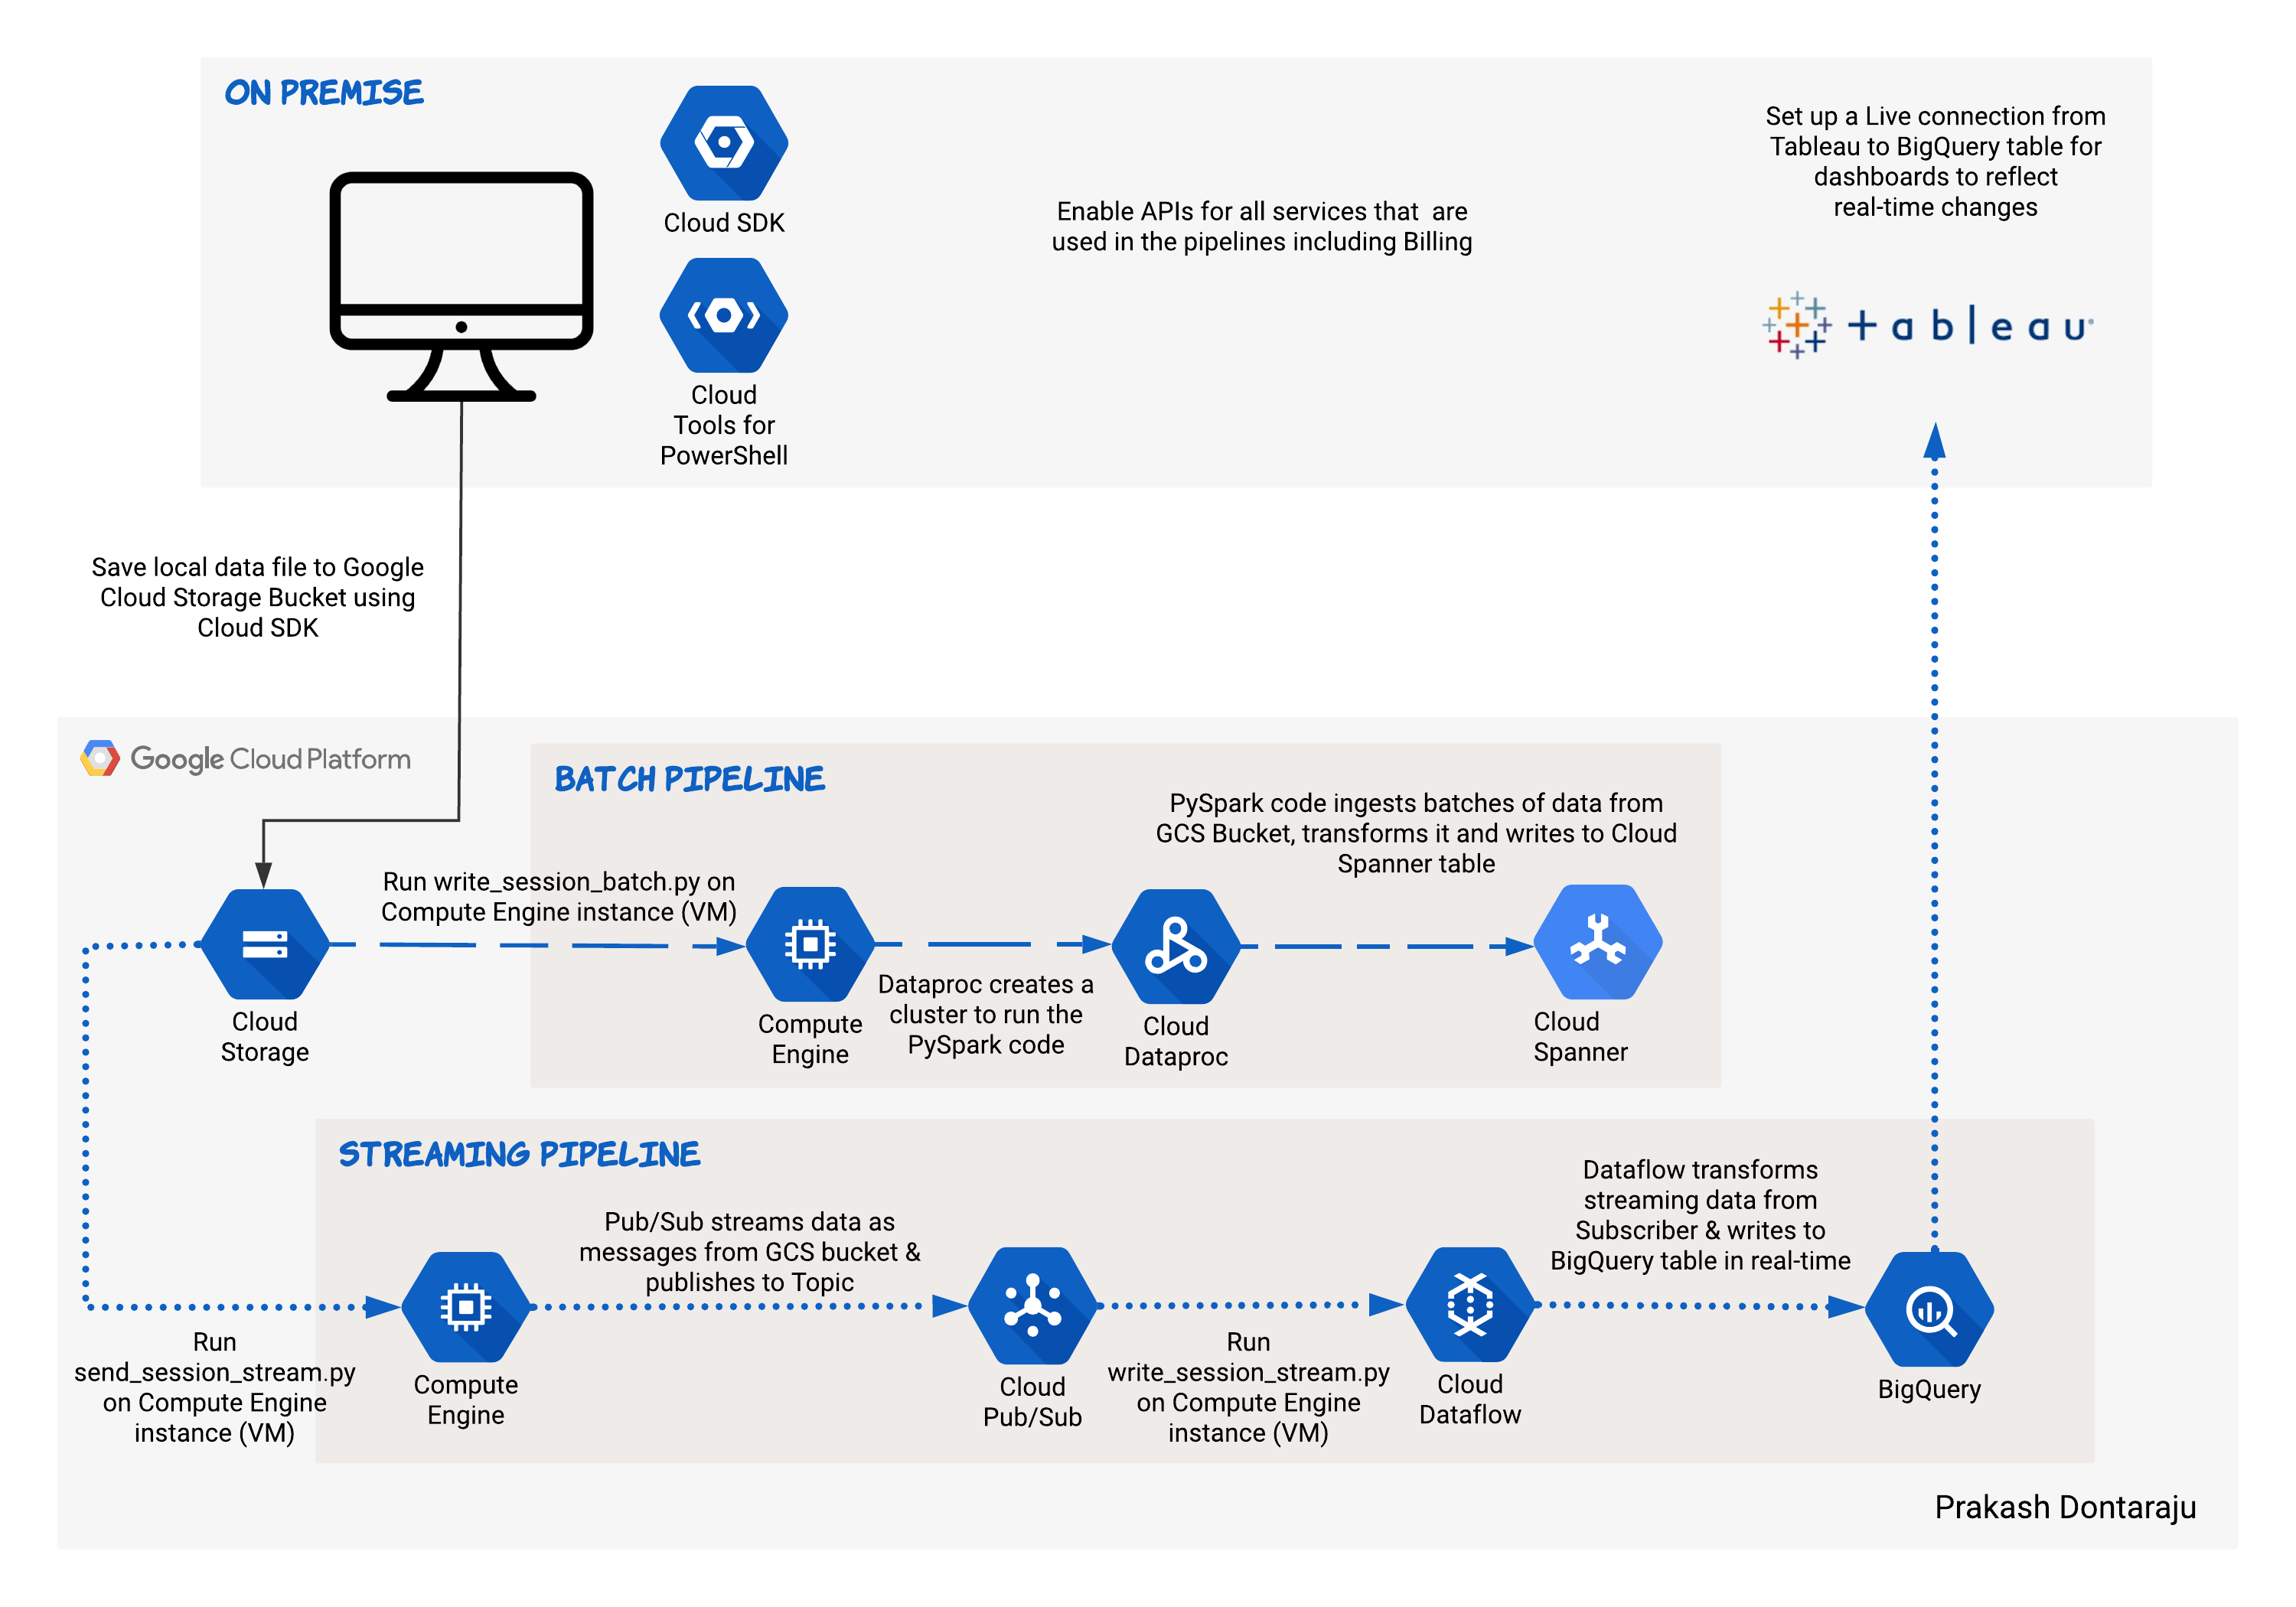 ON PREMISE
Cloud SDK
Cloud
Tools for
PowerShell
Enable APIs for all services that  are
used in the pipelines including Billing
Set up a Live connection from
Tableau to BigQuery table for
dashboards to reflect
real-time changes
+ableau
Save local data file to Google
Cloud Storage Bucket using
Cloud SDK
Google Cloud Platform
BATCH PIPELINE
PySpark code ingests batches of data from
GCS Bucket, transforms it and writes to Cloud
Spanner table
Run write_session_batch.py on
Compute Engine instance (VM)
Cloud
Storage
Compute
Engine
Dataproc creates a
cluster to run the
PySpark code
Cloud
Dataproc
Cloud
Spanner
STREAMING PIPELINE
Run
send_session_stream.py
on Compute Engine
instance (VM)
Compute
Engine
Pub/Sub streams data as
messages from GCS bucket &
publishes to Topic
Cloud
Pub/Sub
Run
write_session_stream.py
on Compute Engine
instance (VM)
Cloud
Dataflow
Dataflow transforms
streaming data from
Subscriber & writes to
BigQuery table in real-time
BigQuery
Prakash Dontaraju